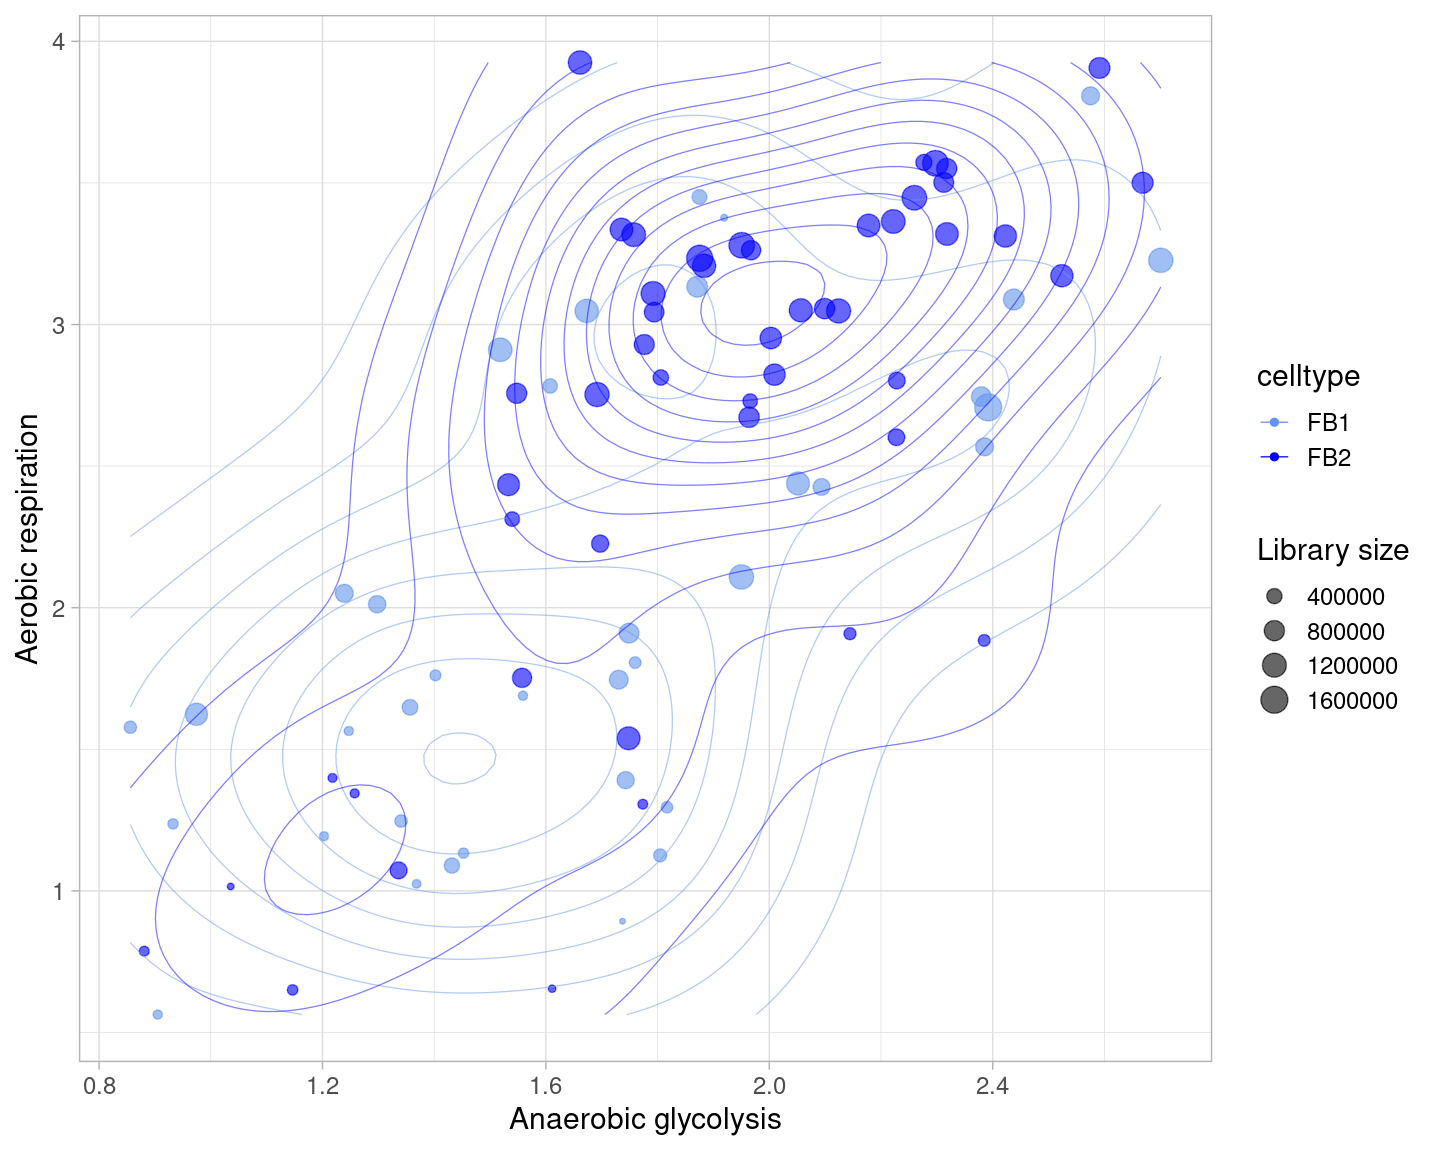 4
3
2
1
Aerobic respiration
0.8 1.2 1.6 2.0 2.4
Anaerobic glycolysis
celltype
FB1
FB2
Library size
400000
800000
1200000
1600000